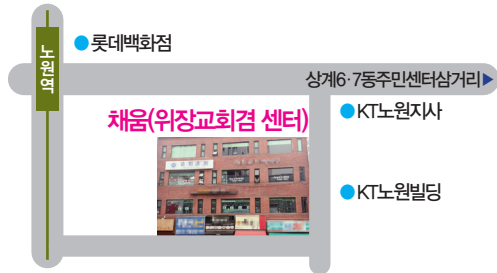 롯데백화점
노원역
상계6·7동주민센터삼거리▶
채움(위장교회겸 센터)
KT노원지사
KT노원빌딩